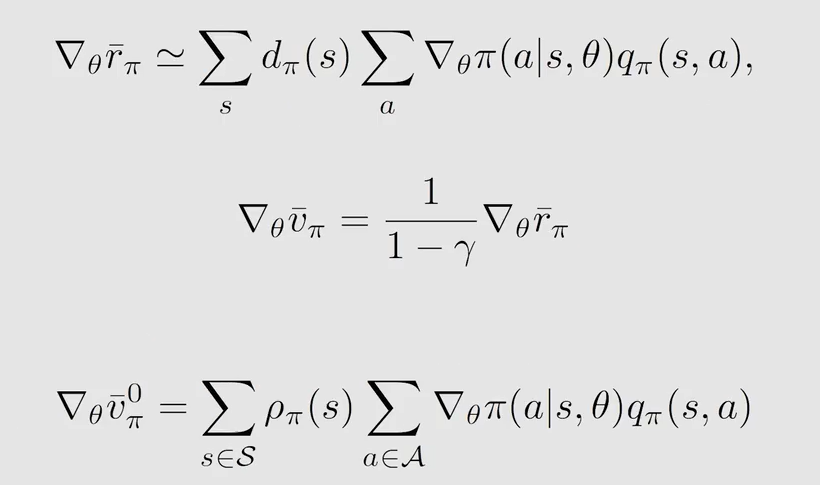 ∇_θ r̄_π ≃ ∑_s d_π(s) ∑_a ∇_θ π(a|s, θ) q_π(s, a),
∇_θ v̄_π = \frac{1}{1 − γ} ∇_θ r̄_π
∇_θ v̄_π^0 = ∑_{s∈𝒮} ρ_π(s) ∑_{a∈𝒜} ∇_θ π(a|s, θ) q_π(s, a)